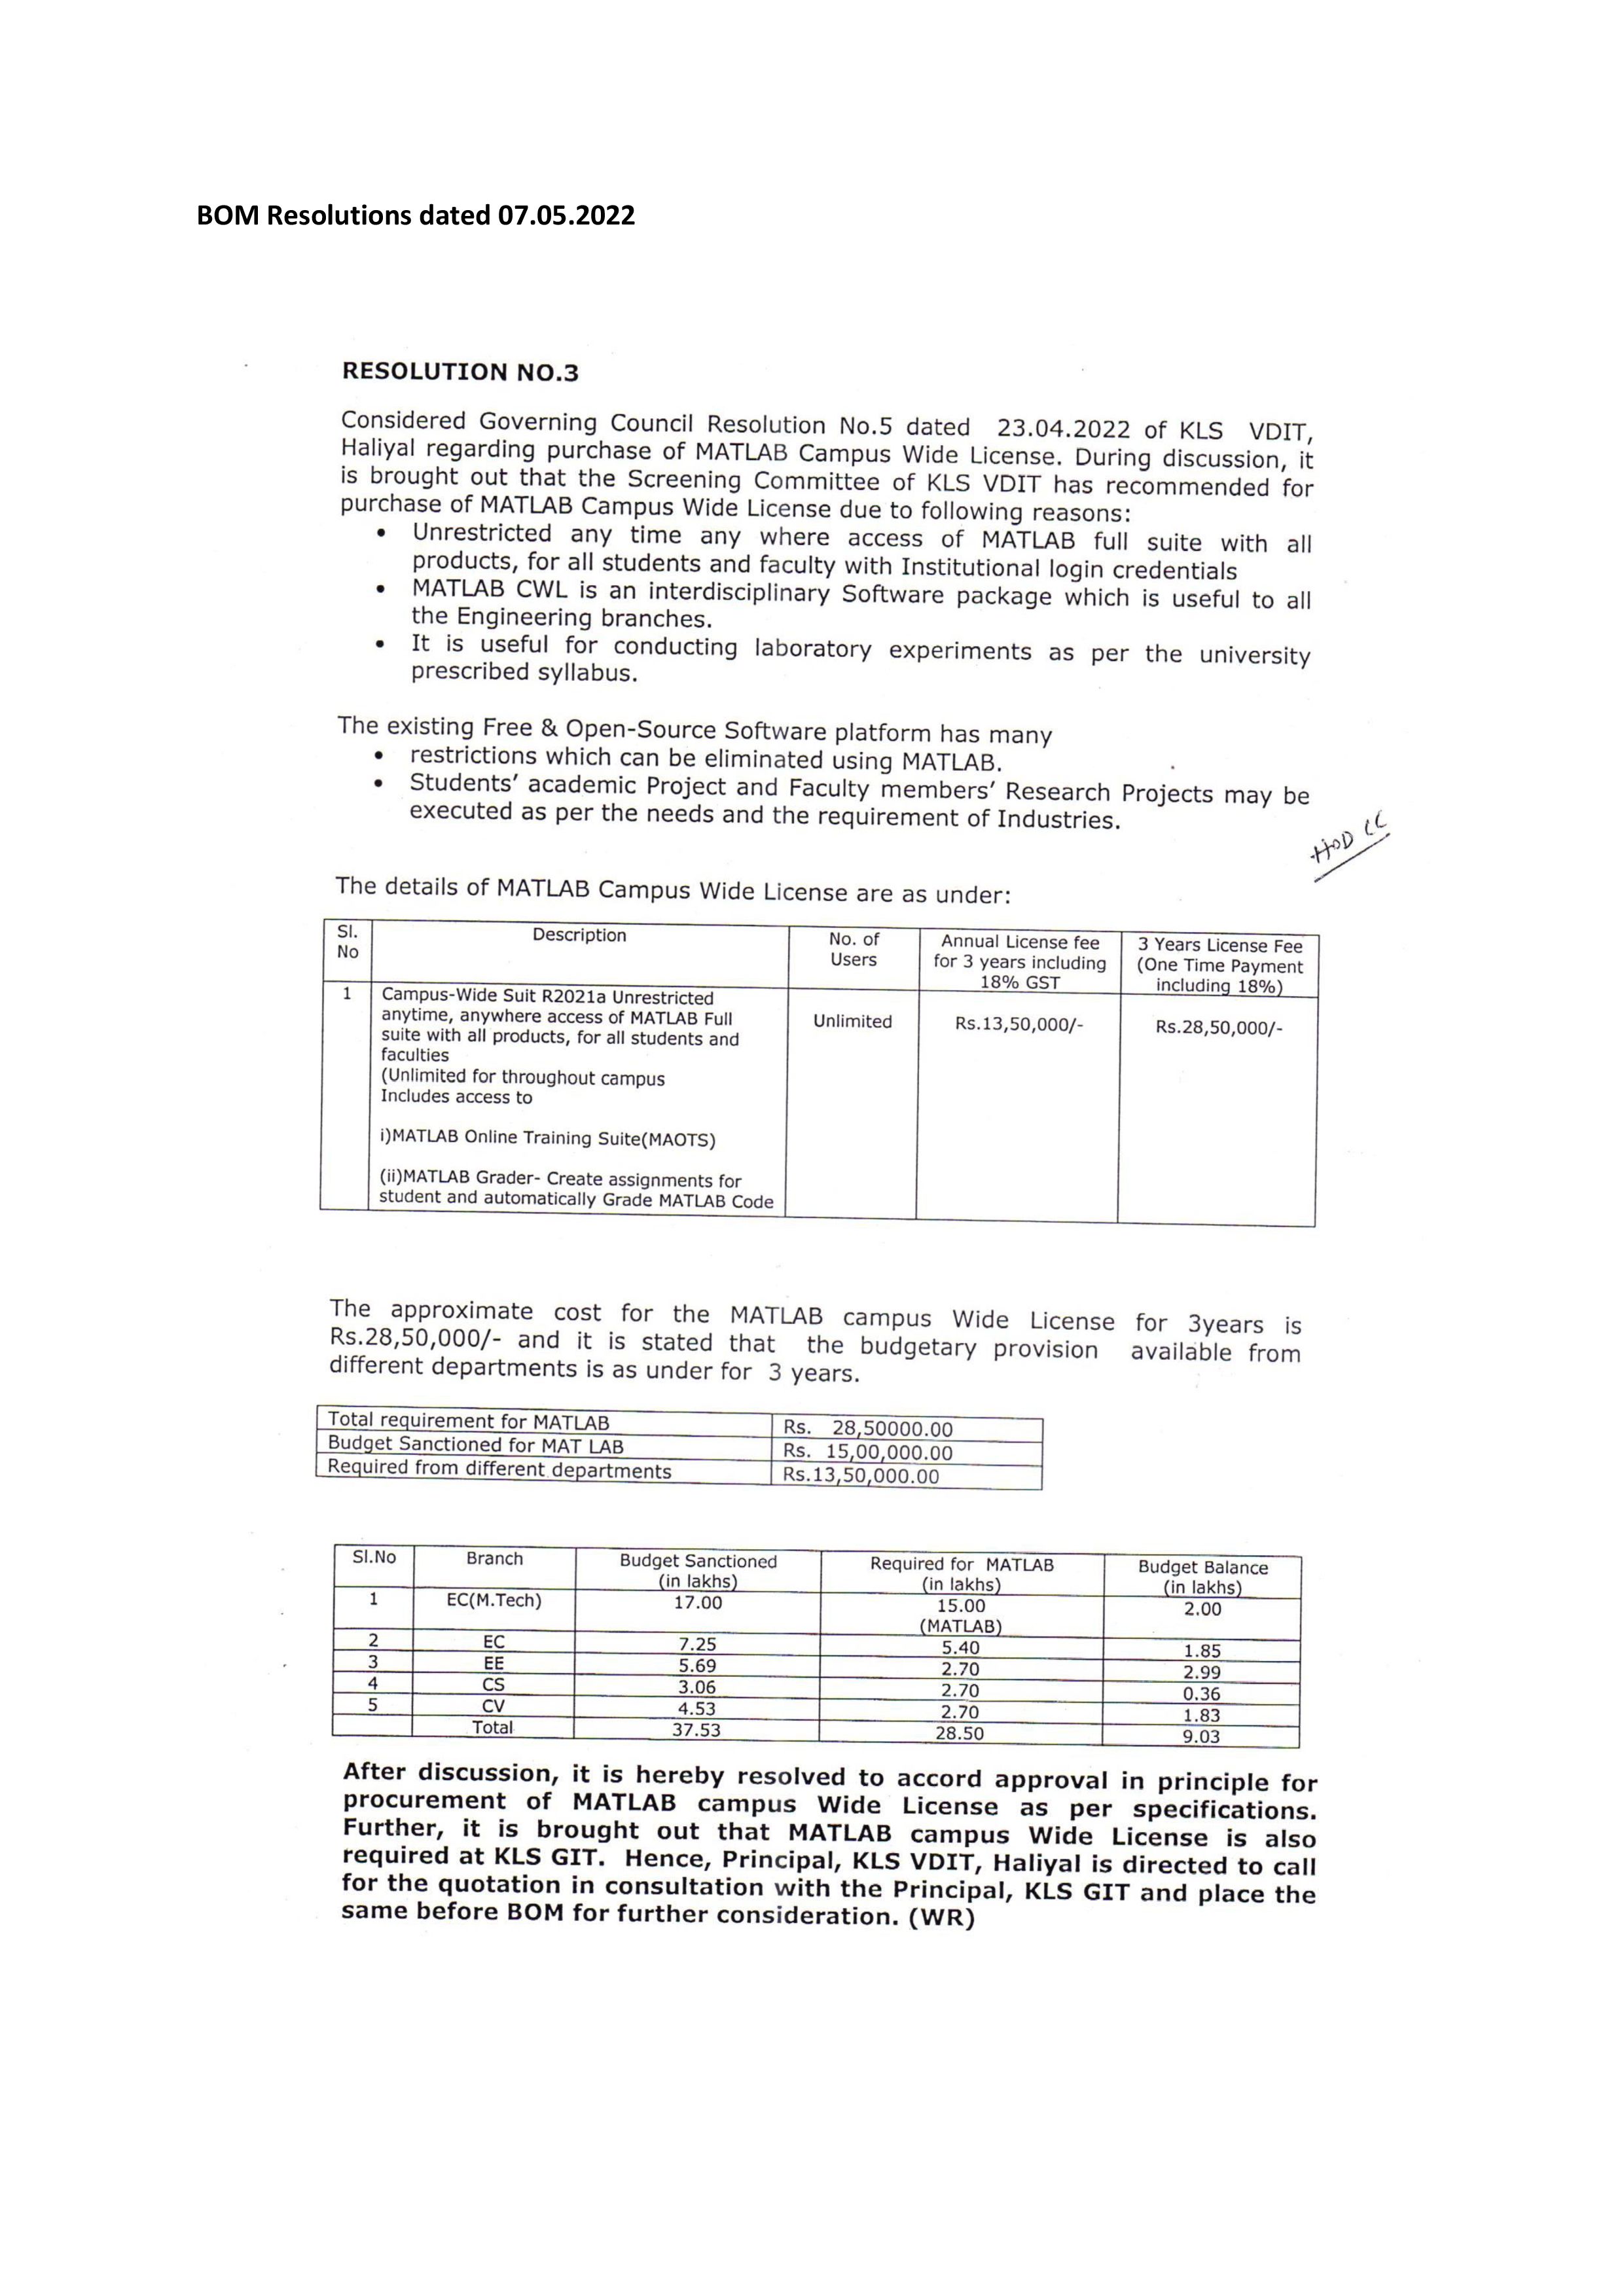 BOM Resolutions dated 07.05.2022
RESOLUTION NO.3
Considered Governing Council Resolution No.5 dated 23.04.2022 of KLS VDIT,
Haliyal regarding purchase of MATLAB Campus Wide License. During discussion, it
is brought out that the Screening Committee of KLS VDIT has recommended for
purchase of MATLAB Campus Wide License due to following reasons:
• Unrestricted any time any where access of MATLAB full suite with all
products, for all students and faculty with Institutional login credentials
• MATLAB CWL is an interdisciplinary Software package which is useful to all
the Engineering branches.
• It is useful for conducting laboratory experiments as per the university
prescribed syllabus.
The existing Free & Open-Source Software platform has many
• restrictions which can be eliminated using MATLAB.
• Students' academic Project and Faculty members' Research Projects may be
executed as per the needs and the requirement of Industries.
HOD CC
The details of MATLAB Campus Wide License are as under:
Sl. No | Description | No. of Users | Annual License fee for 3 years including 18% GST | 3 Years License Fee (One Time Payment including 18%)
1 | Campus-Wide Suit R2021a Unrestricted | Unlimited | Rs.13,50,000/- | Rs.28,50,000/-
anytime, anywhere access of MATLAB Full
suite with all products, for all students and
faculties
(Unlimited for throughout campus
Includes access to
i)MATLAB Online Training Suite(MAOTS)
(ii)MATLAB Grader- Create assignments for
student and automatically Grade MATLAB Code
The approximate cost for the MATLAB campus Wide License for 3years is
Rs.28,50,000/- and it is stated that the budgetary provision available from
different departments is as under for 3 years.
Total requirement for MATLAB | Rs. 28,50000.00
Budget Sanctioned for MAT LAB | Rs. 15,00,000.00
Required from different departments | Rs.13,50,000.00
Sl.No | Branch | Budget Sanctioned (in lakhs) | Required for MATLAB (in lakhs) | Budget Balance (in lakhs)
1 | EC(M.Tech) | 17.00 | 15.00 (MATLAB) | 2.00
2 | EC | 7.25 | 5.40 | 1.85
3 | EE | 5.69 | 2.70 | 2.99
4 | CS | 3.06 | 2.70 | 0.36
5 | CV | 4.53 | 2.70 | 1.83
Total | 37.53 | 28.50 | 9.03
After discussion, it is hereby resolved to accord approval in principle for
procurement of MATLAB campus Wide License as per specifications.
Further, it is brought out that MATLAB campus Wide License is also
required at KLS GIT. Hence, Principal, KLS VDIT, Haliyal is directed to call
for the quotation in consultation with the Principal, KLS GIT and place the
same before BOM for further consideration. (WR)